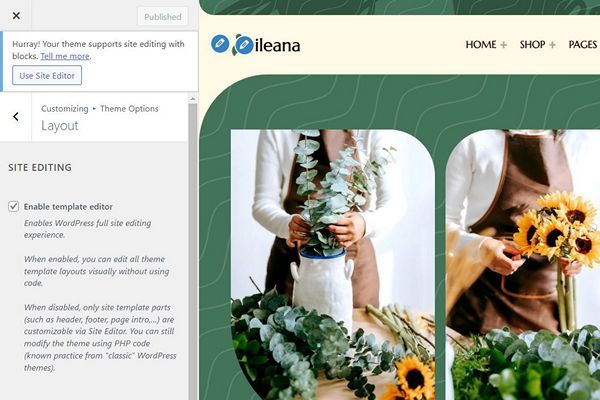 Published
Hurray! Your theme supports site editing with
blocks. Tell me more.
Use Site Editor
Customizing ▸ Theme Options
Layout
SITE EDITING
Enable template editor
Enables WordPress full site editing
experience.
When enabled, you can edit all theme
template layouts visually without using
code.
When disabled, only site template parts
(such as header, footer, page intro,...) are
customizable via Site Editor. You can still
modify the theme using PHP code
(known practice from "classic" WordPress
themes).
ileana
HOME + SHOP + PAGES